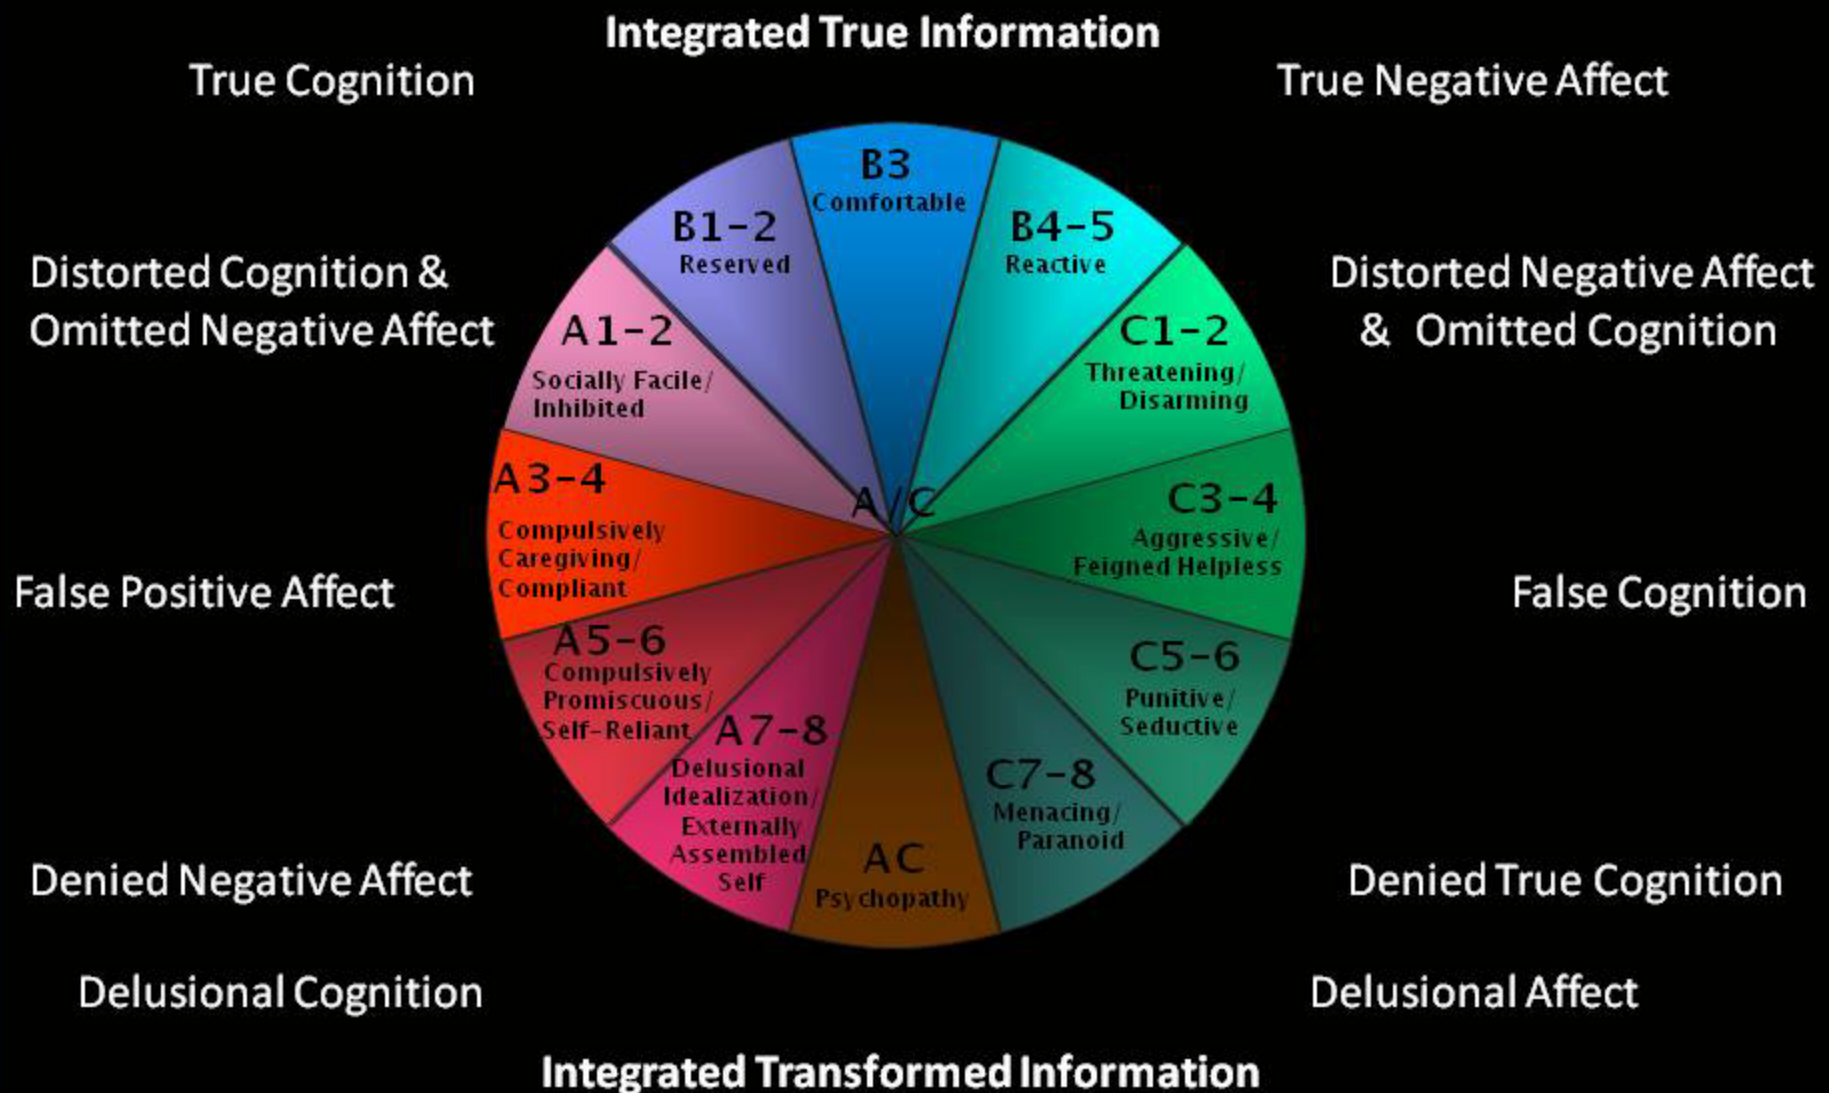 Integrated True Information
True Cognition
True Negative Affect
B3
Comfortable
B1-2
Reserved
B4-5
Reactive
Distorted Cognition &
Omitted Negative Affect
Distorted Negative Affect
& Omitted Cognition
A1-2
Socially Facile/
Inhibited
C1-2
Threatening/
Disarming
A3-4
Compulsively
Caregiving/
Compliant
A/C
C3-4
Aggressive/
Feigned Helpless
False Positive Affect
False Cognition
A5-6
Compulsively
Promiscuous/
Self-Reliant
C5-6
Punitive/
Seductive
A7-8
Delusional
Idealization/
Externally
Assembled
Self
C7-8
Menacing/
Paranoid
AC
Psychopathy
Denied Negative Affect
Denied True Cognition
Delusional Cognition
Delusional Affect
Integrated Transformed Information